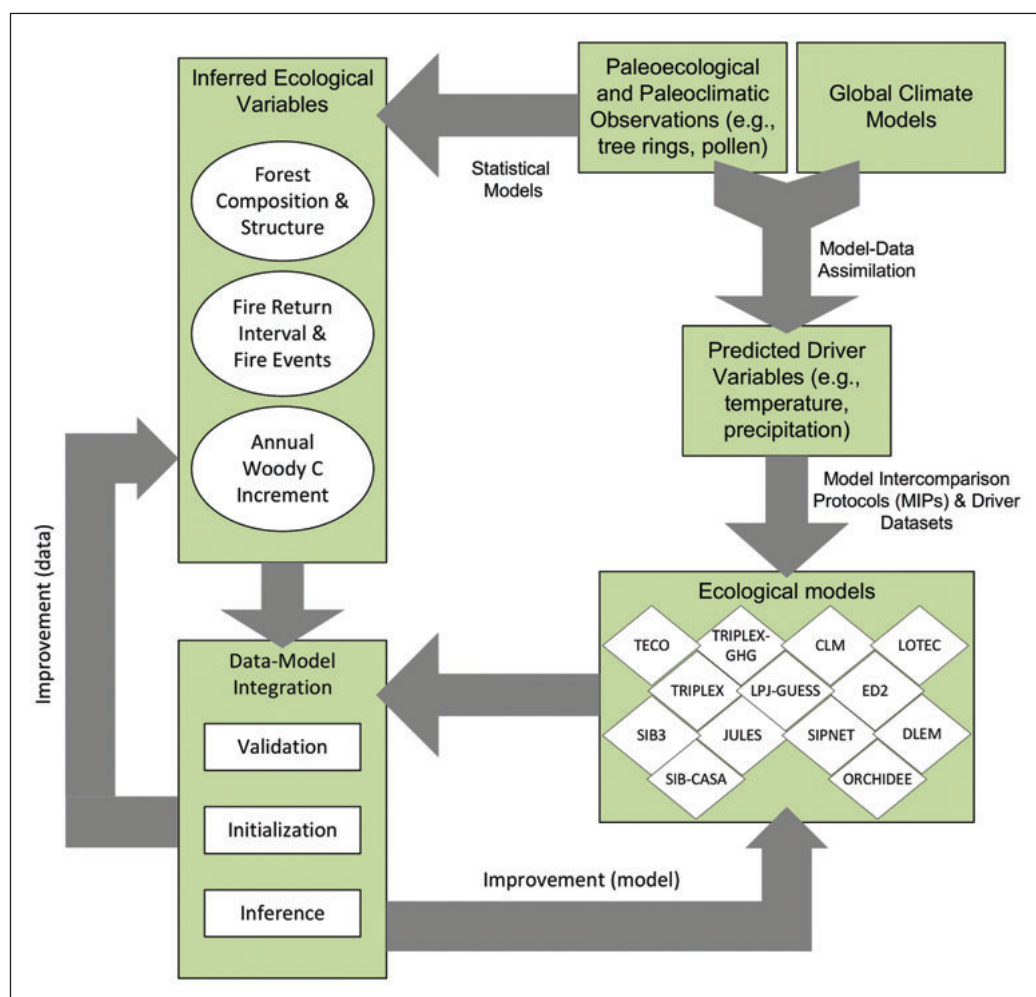 Inferred Ecological
Variables
Forest
Composition &
Structure
Fire Return
Interval &
Fire Events
Annual
Woody C
Increment
Paleoecological
and Paleoclimatic
Observations (e.g.,
tree rings, pollen)
Global Climate
Models
Statistical
Models
Model-Data
Assimilation
Predicted Driver
Variables (e.g.,
temperature,
precipitation)
Model Intercomparison
Protocols (MIPs) & Driver
Datasets
Ecological models
TECO
TRIPLEX-
GHG
CLM
LOTEC
TRIPLEX
LPJ-GUESS
ED2
SIB3
JULES
SIPNET
DLEM
SIB-CASA
ORCHIDEE
Data-Model
Integration
Validation
Initialization
Inference
Improvement (data)
Improvement (model)